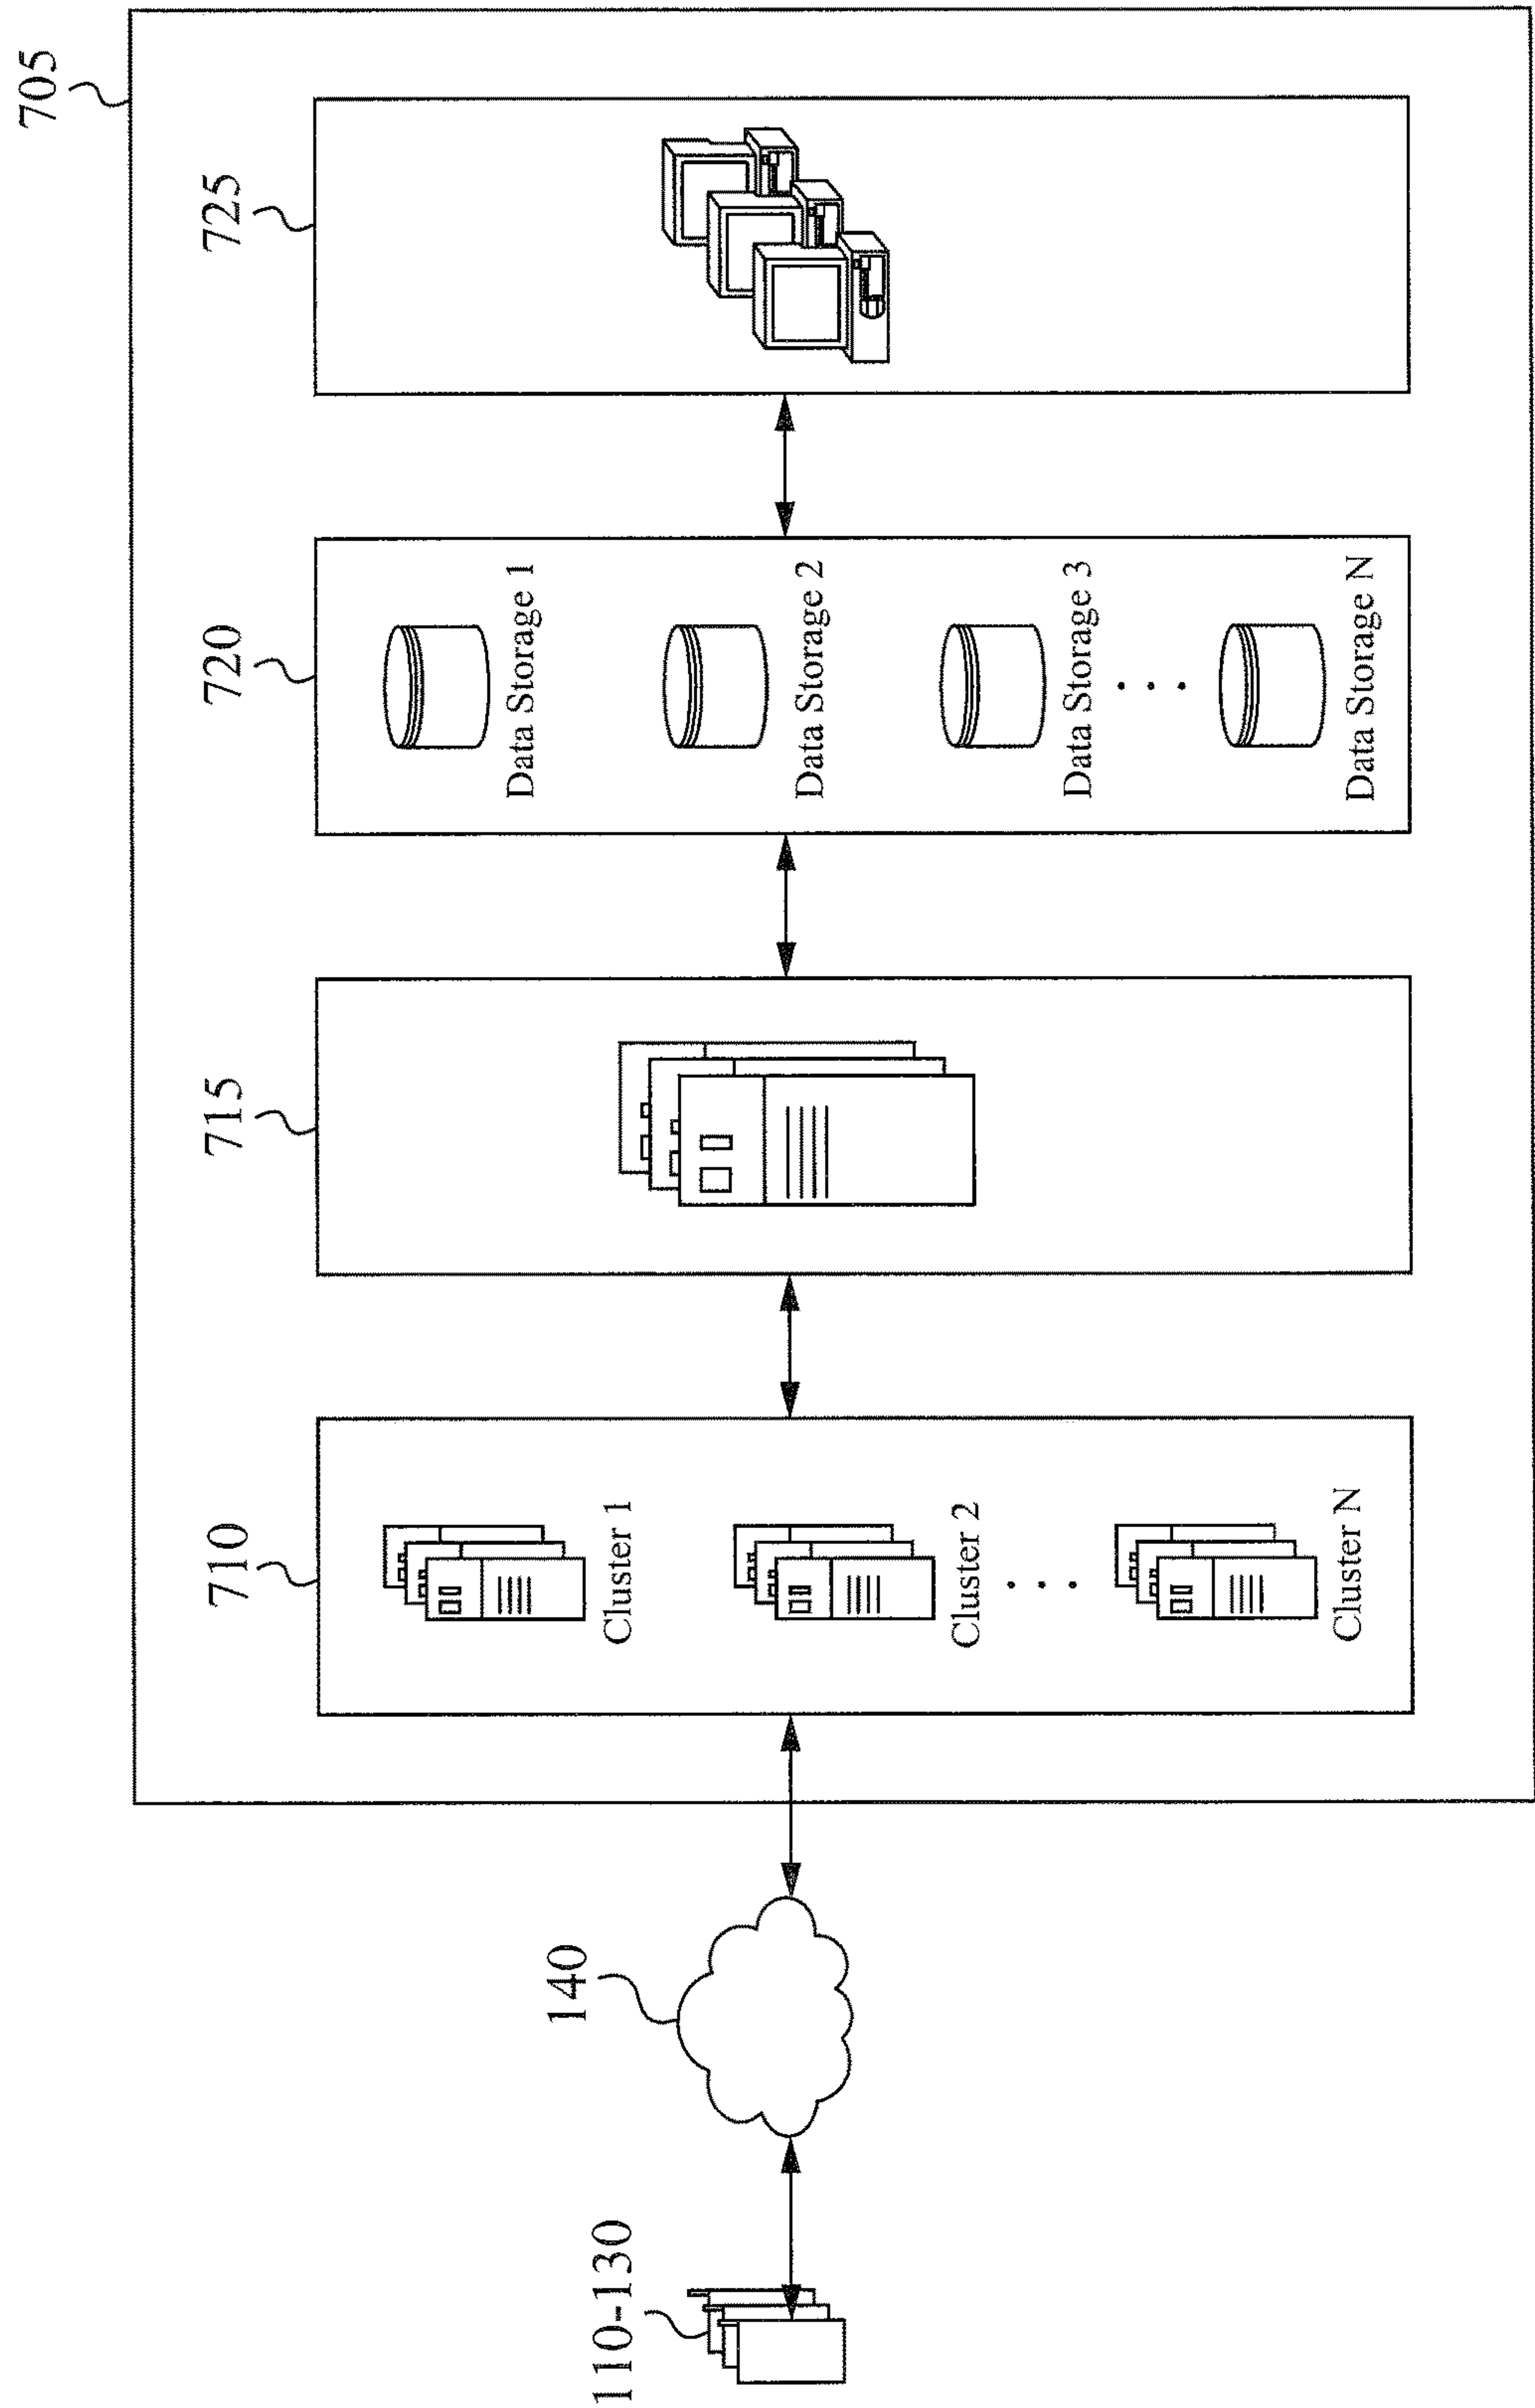 705
710
715
720
725
Cluster 1
Cluster 2
Cluster N
Data Storage 1
Data Storage 2
Data Storage 3
Data Storage N
140
110-130